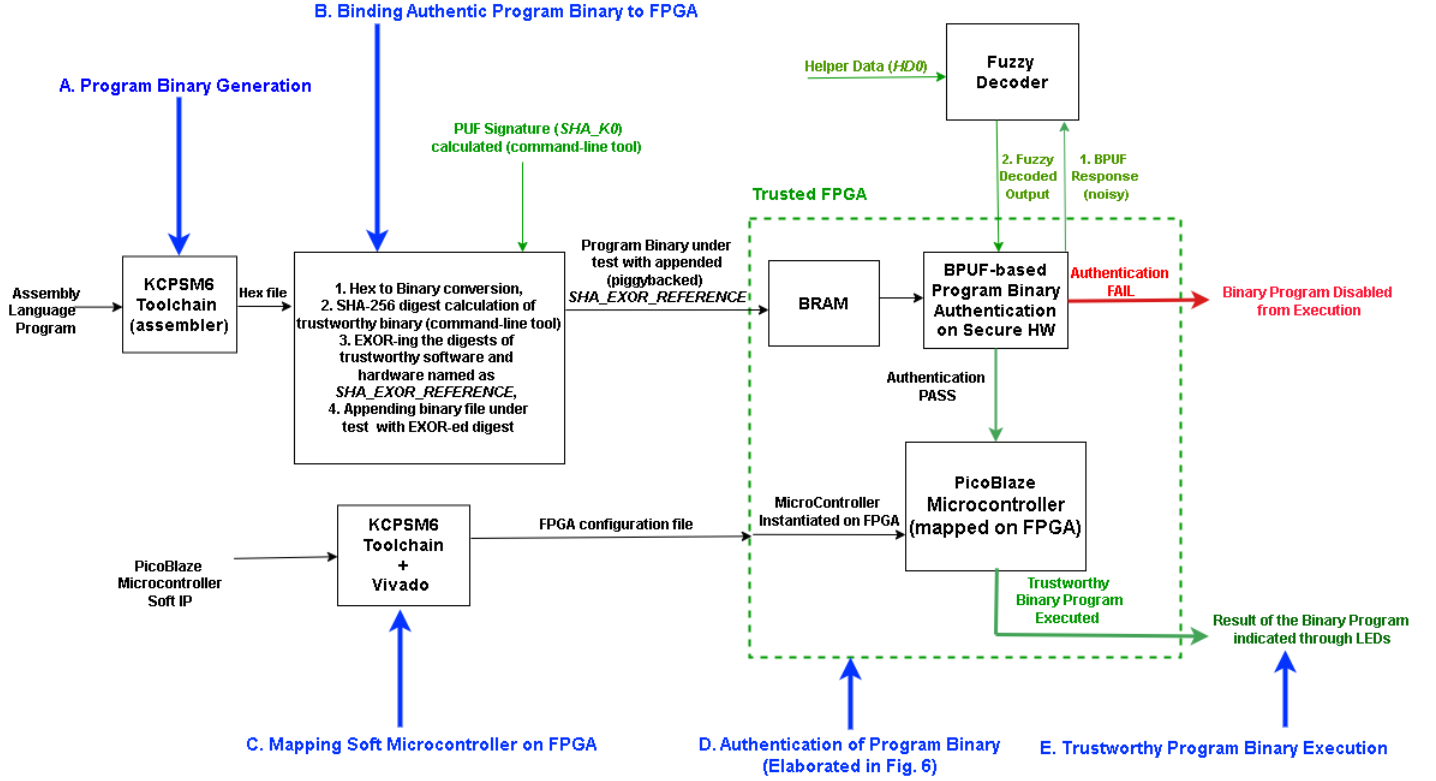 B. Binding Authentic Program Binary to FPGA
A. Program Binary Generation
Helper Data (HD0)
Fuzzy
Decoder
PUF Signature (SHA_K0)
calculated (command-line tool)
2. Fuzzy
Decoded
Output
1. BPUF
Response
(noisy)
Trusted FPGA
Assembly
Language
Program
KCPSM6
Toolchain
(assembler)
Hex file
1. Hex to Binary conversion,
2. SHA-256 digest calculation of
trustworthy binary (command-line tool)
3. EXOR-ing the digests of
trustworthy software and
hardware named as
SHA_EXOR_REFERENCE,
4. Appending binary file under
test with EXOR-ed digest
Program Binary under
test with appended
(piggybacked)
SHA_EXOR_REFERENCE
BRAM
BPUF-based
Program Binary
Authentication
on Secure HW
Authentication
FAIL
Binary Program Disabled
from Execution
Authentication
PASS
PicoBlaze
Microcontroller
Soft IP
KCPSM6
Toolchain
+
Vivado
FPGA configuration file
MicroController
Instantiated on FPGA
PicoBlaze
Microcontroller
(mapped on FPGA)
Trustworthy
Binary Program
Executed
Result of the Binary Program
indicated through LEDs
C. Mapping Soft Microcontroller on FPGA
D. Authentication of Program Binary
(Elaborated in Fig. 6)
E. Trustworthy Program Binary Execution